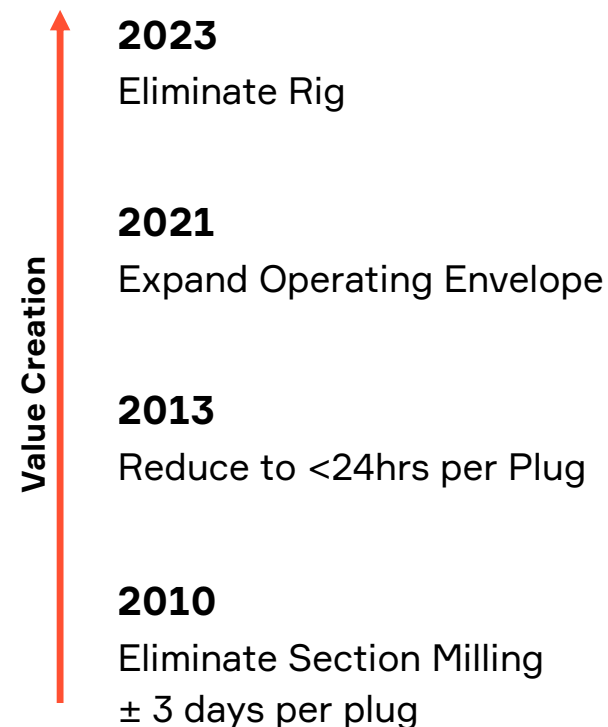 2023
Eliminate Rig
2021
Expand Operating Envelope
Value Creation
2013
Reduce to <24hrs per Plug
2010
Eliminate Section Milling
± 3 days per plug